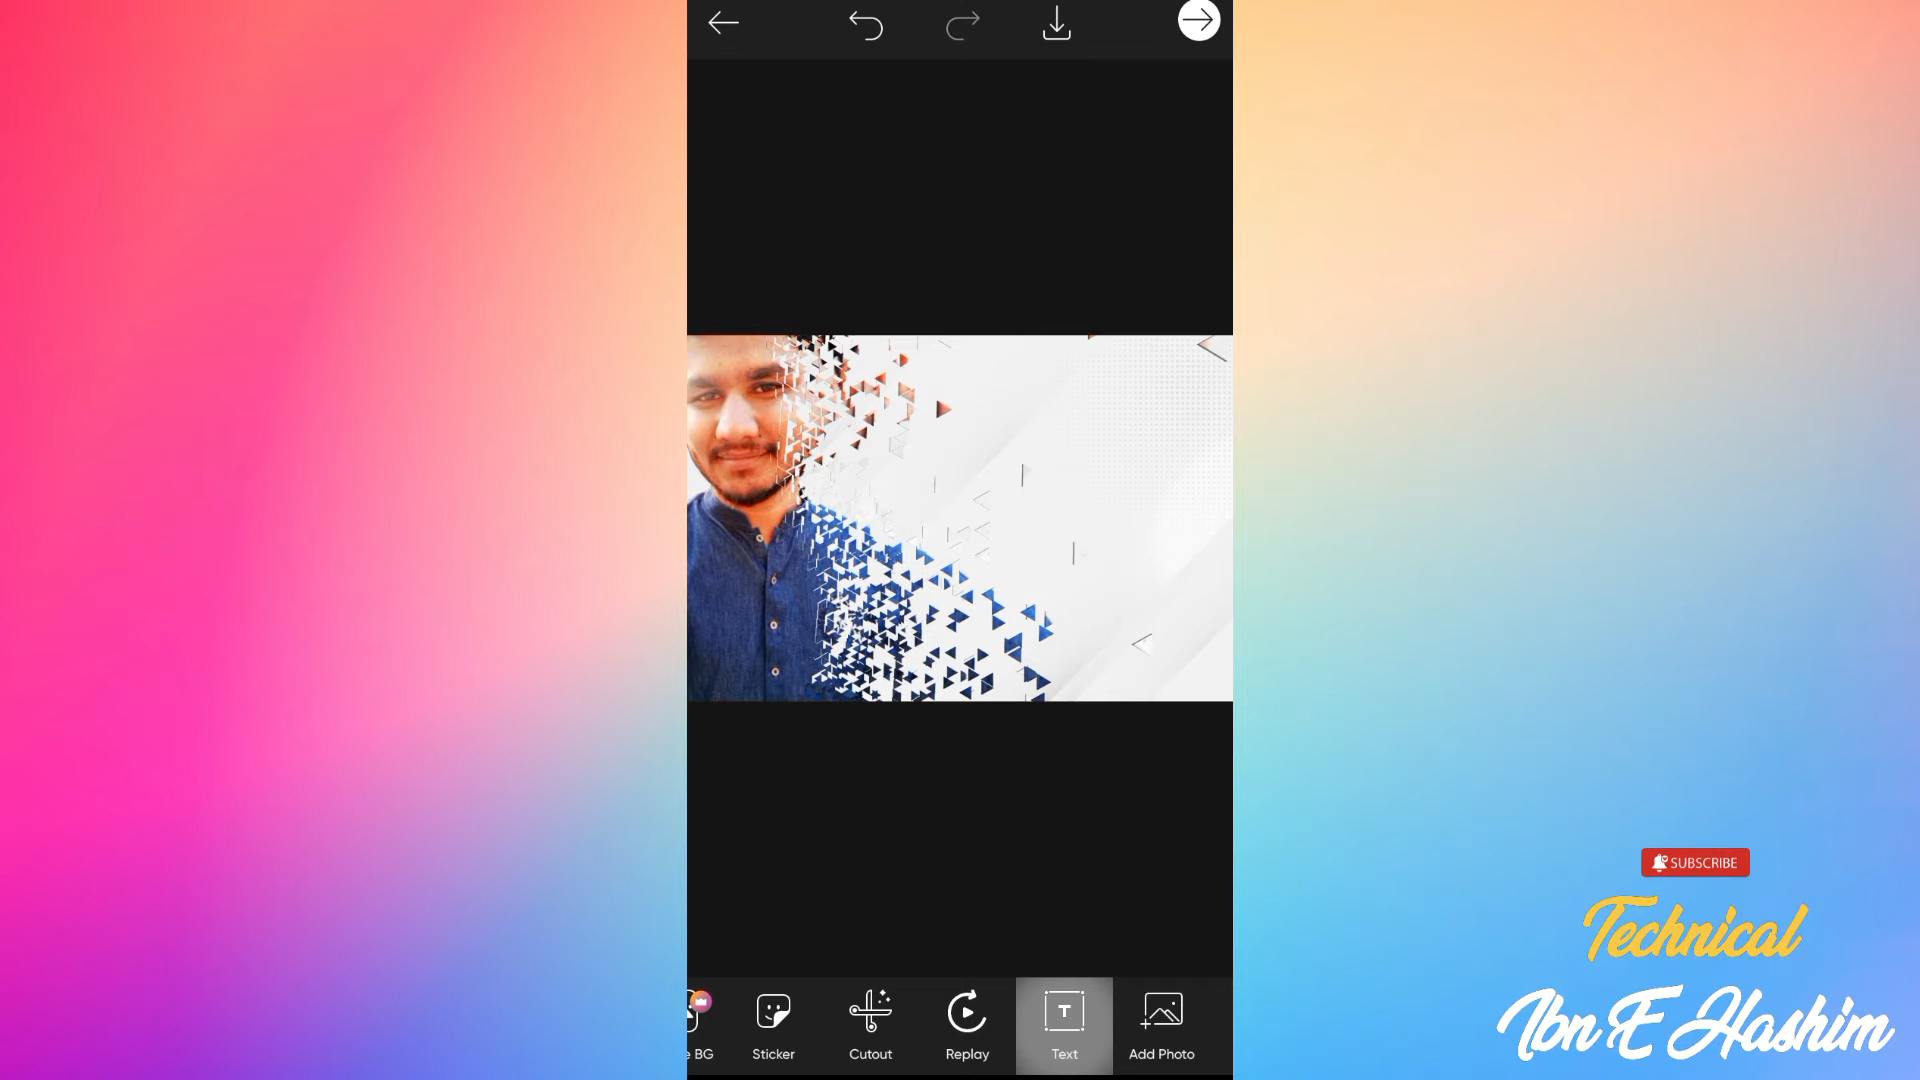 SUBSCRIBE
Technical
Ibn E Hashim
BG
Sticker
Cutout
Replay
T
Text
Add Photo